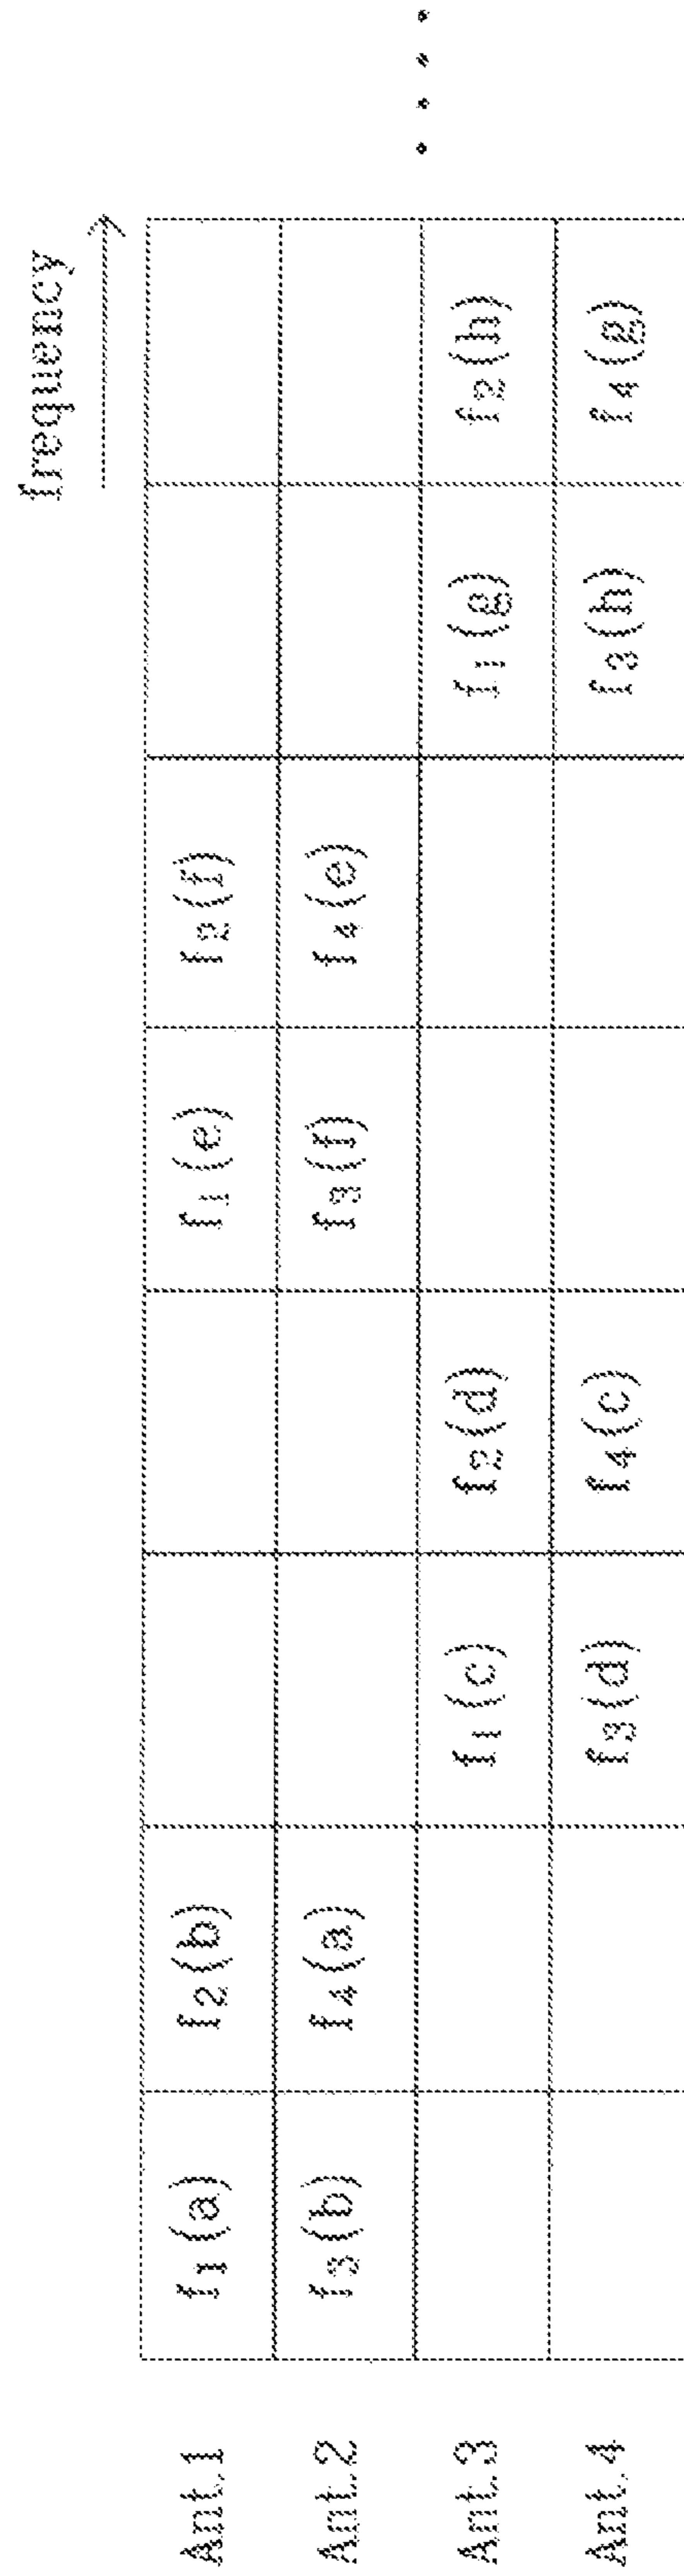 frequency
Ant.1 f1(a) f2(b) f1(e) f2(f)
Ant.2 f3(b) f4(a) f3(f) f4(e)
Ant.3 f1(c) f2(d) f1(g) f2(h)
Ant.4 f3(d) f4(c) f3(h) f4(g)